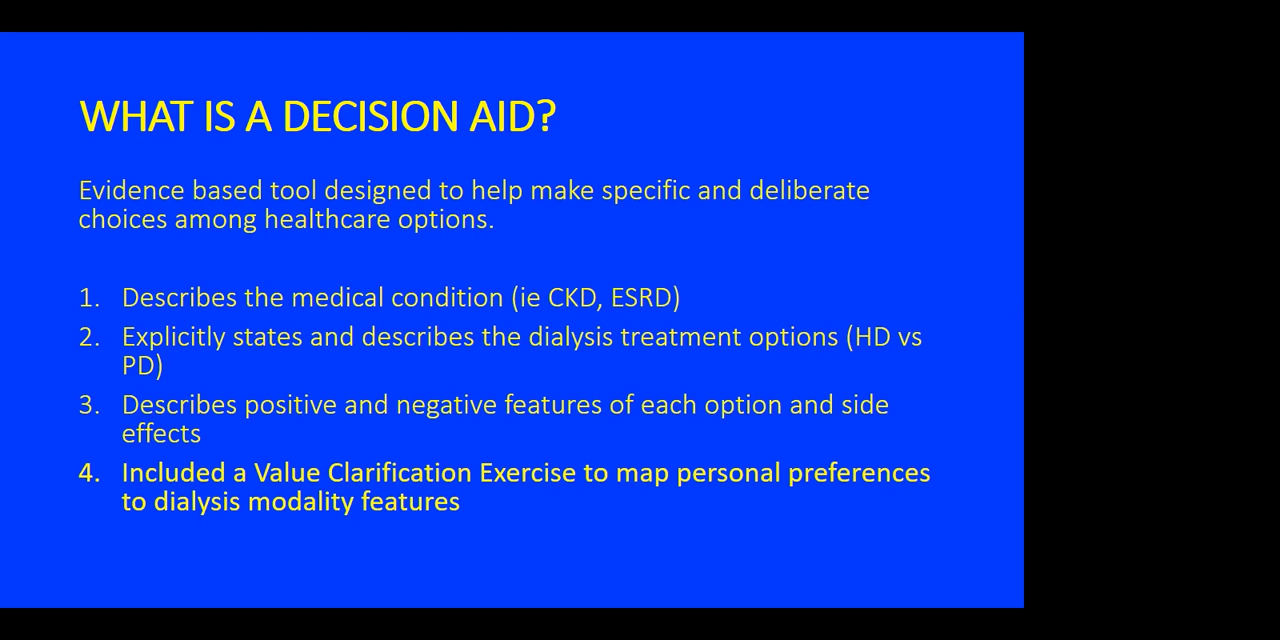 WHAT IS A DECISION AID?
Evidence based tool designed to help make specific and deliberate
choices among healthcare options.
1. Describes the medical condition (ie CKD, ESRD)
2. Explicitly states and describes the dialysis treatment options (HD vs
PD)
3. Describes positive and negative features of each option and side
effects
4. Included a Value Clarification Exercise to map personal preferences
to dialysis modality features